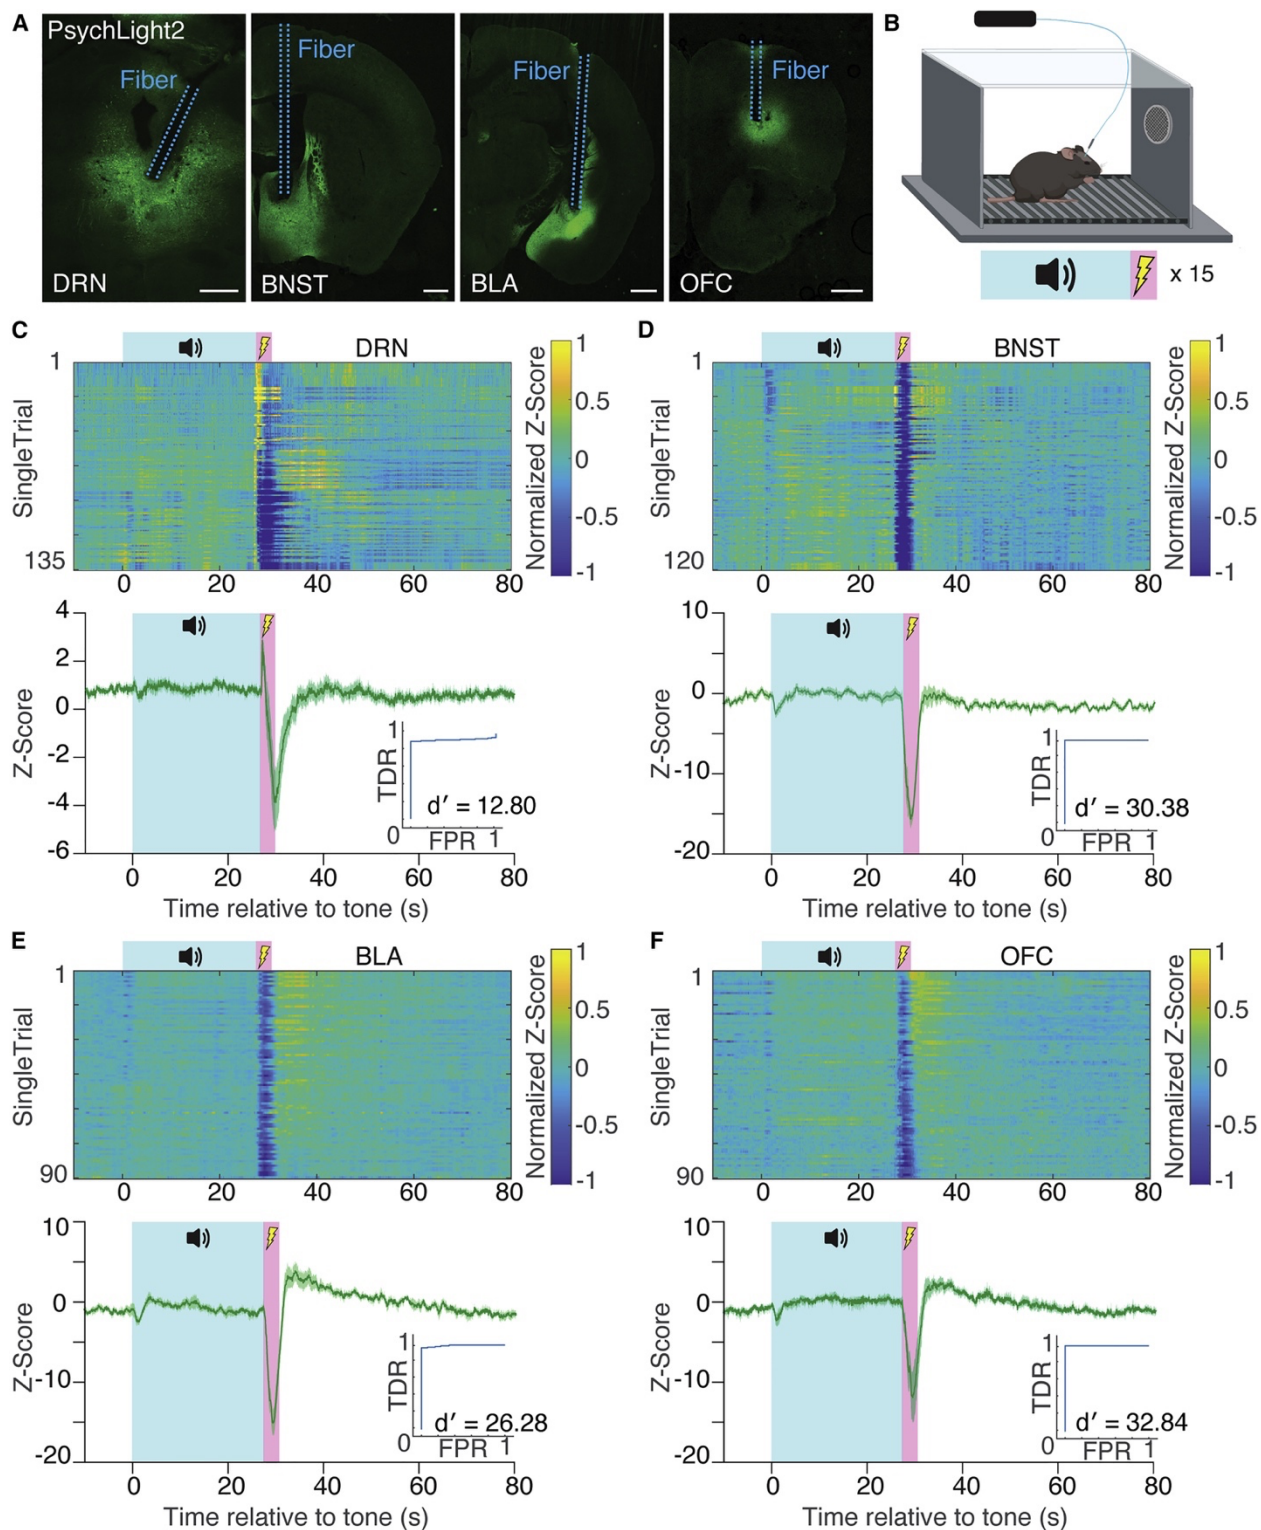 A
PsychLight2
Fiber
DRN
Fiber
BNST
Fiber
BLA
Fiber
OFC
B
x 15
C
DRN
SingleTrial
1
135
0 20 40 60 80
Normalized Z-Score
1
0.5
0
-0.5
-1
Z-Score
4
2
0
-2
-4
-6
TDR
1
0
d′ = 12.80
FPR 1
0 20 40 60 80
Time relative to tone (s)
D
BNST
SingleTrial
1
120
0 20 40 60 80
Normalized Z-Score
1
0.5
0
-0.5
-1
Z-Score
10
0
-10
-20
TDR
1
0
d′ = 30.38
FPR 1
0 20 40 60 80
Time relative to tone (s)
E
BLA
SingleTrial
1
90
0 20 40 60 80
Normalized Z-Score
1
0.5
0
-0.5
-1
Z-Score
10
0
-10
-20
TDR
1
0
d′ = 26.28
FPR 1
0 20 40 60 80
Time relative to tone (s)
F
OFC
SingleTrial
1
90
0 20 40 60 80
Normalized Z-Score
1
0.5
0
-0.5
-1
Z-Score
10
0
-10
-20
TDR
1
0
d′ = 32.84
FPR 1
0 20 40 60 80
Time relative to tone (s)